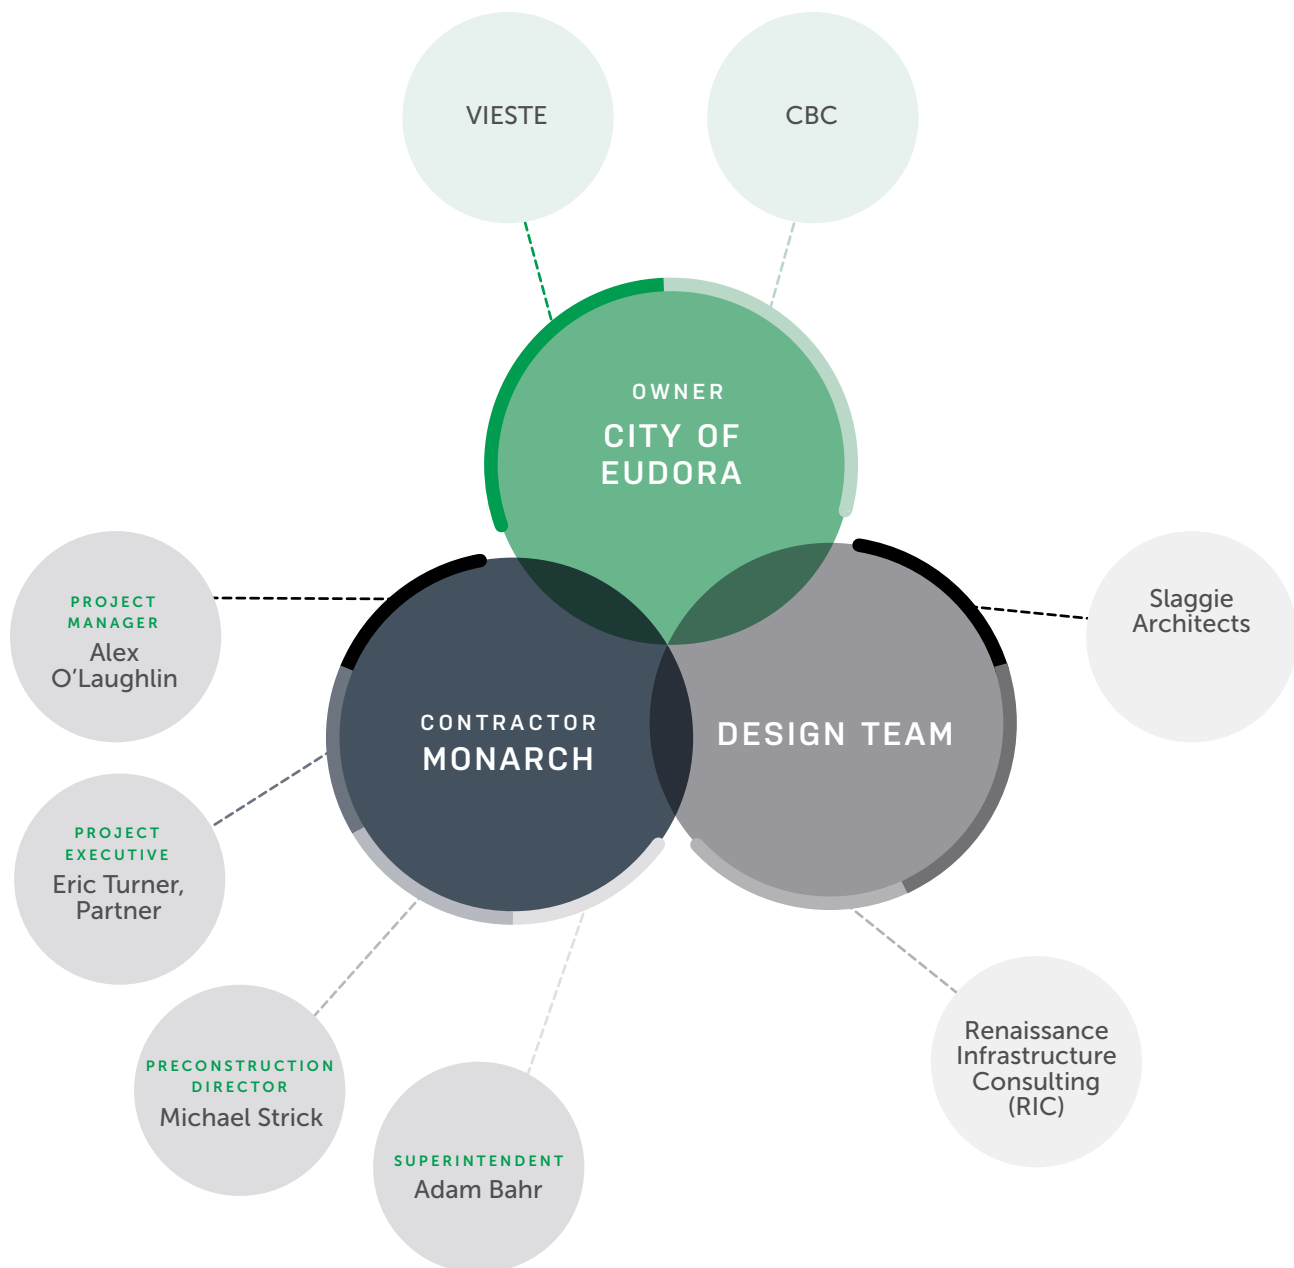 VIESTE
CBC
OWNER
CITY OF
EUDORA
PROJECT
MANAGER
Alex
O'Laughlin
Slaggie
Architects
CONTRACTOR
MONARCH
DESIGN TEAM
PROJECT
EXECUTIVE
Eric Turner,
Partner
PRECONSTRUCTION
DIRECTOR
Michael Strick
Renaissance
Infrastructure
Consulting
(RIC)
SUPERINTENDENT
Adam Bahr